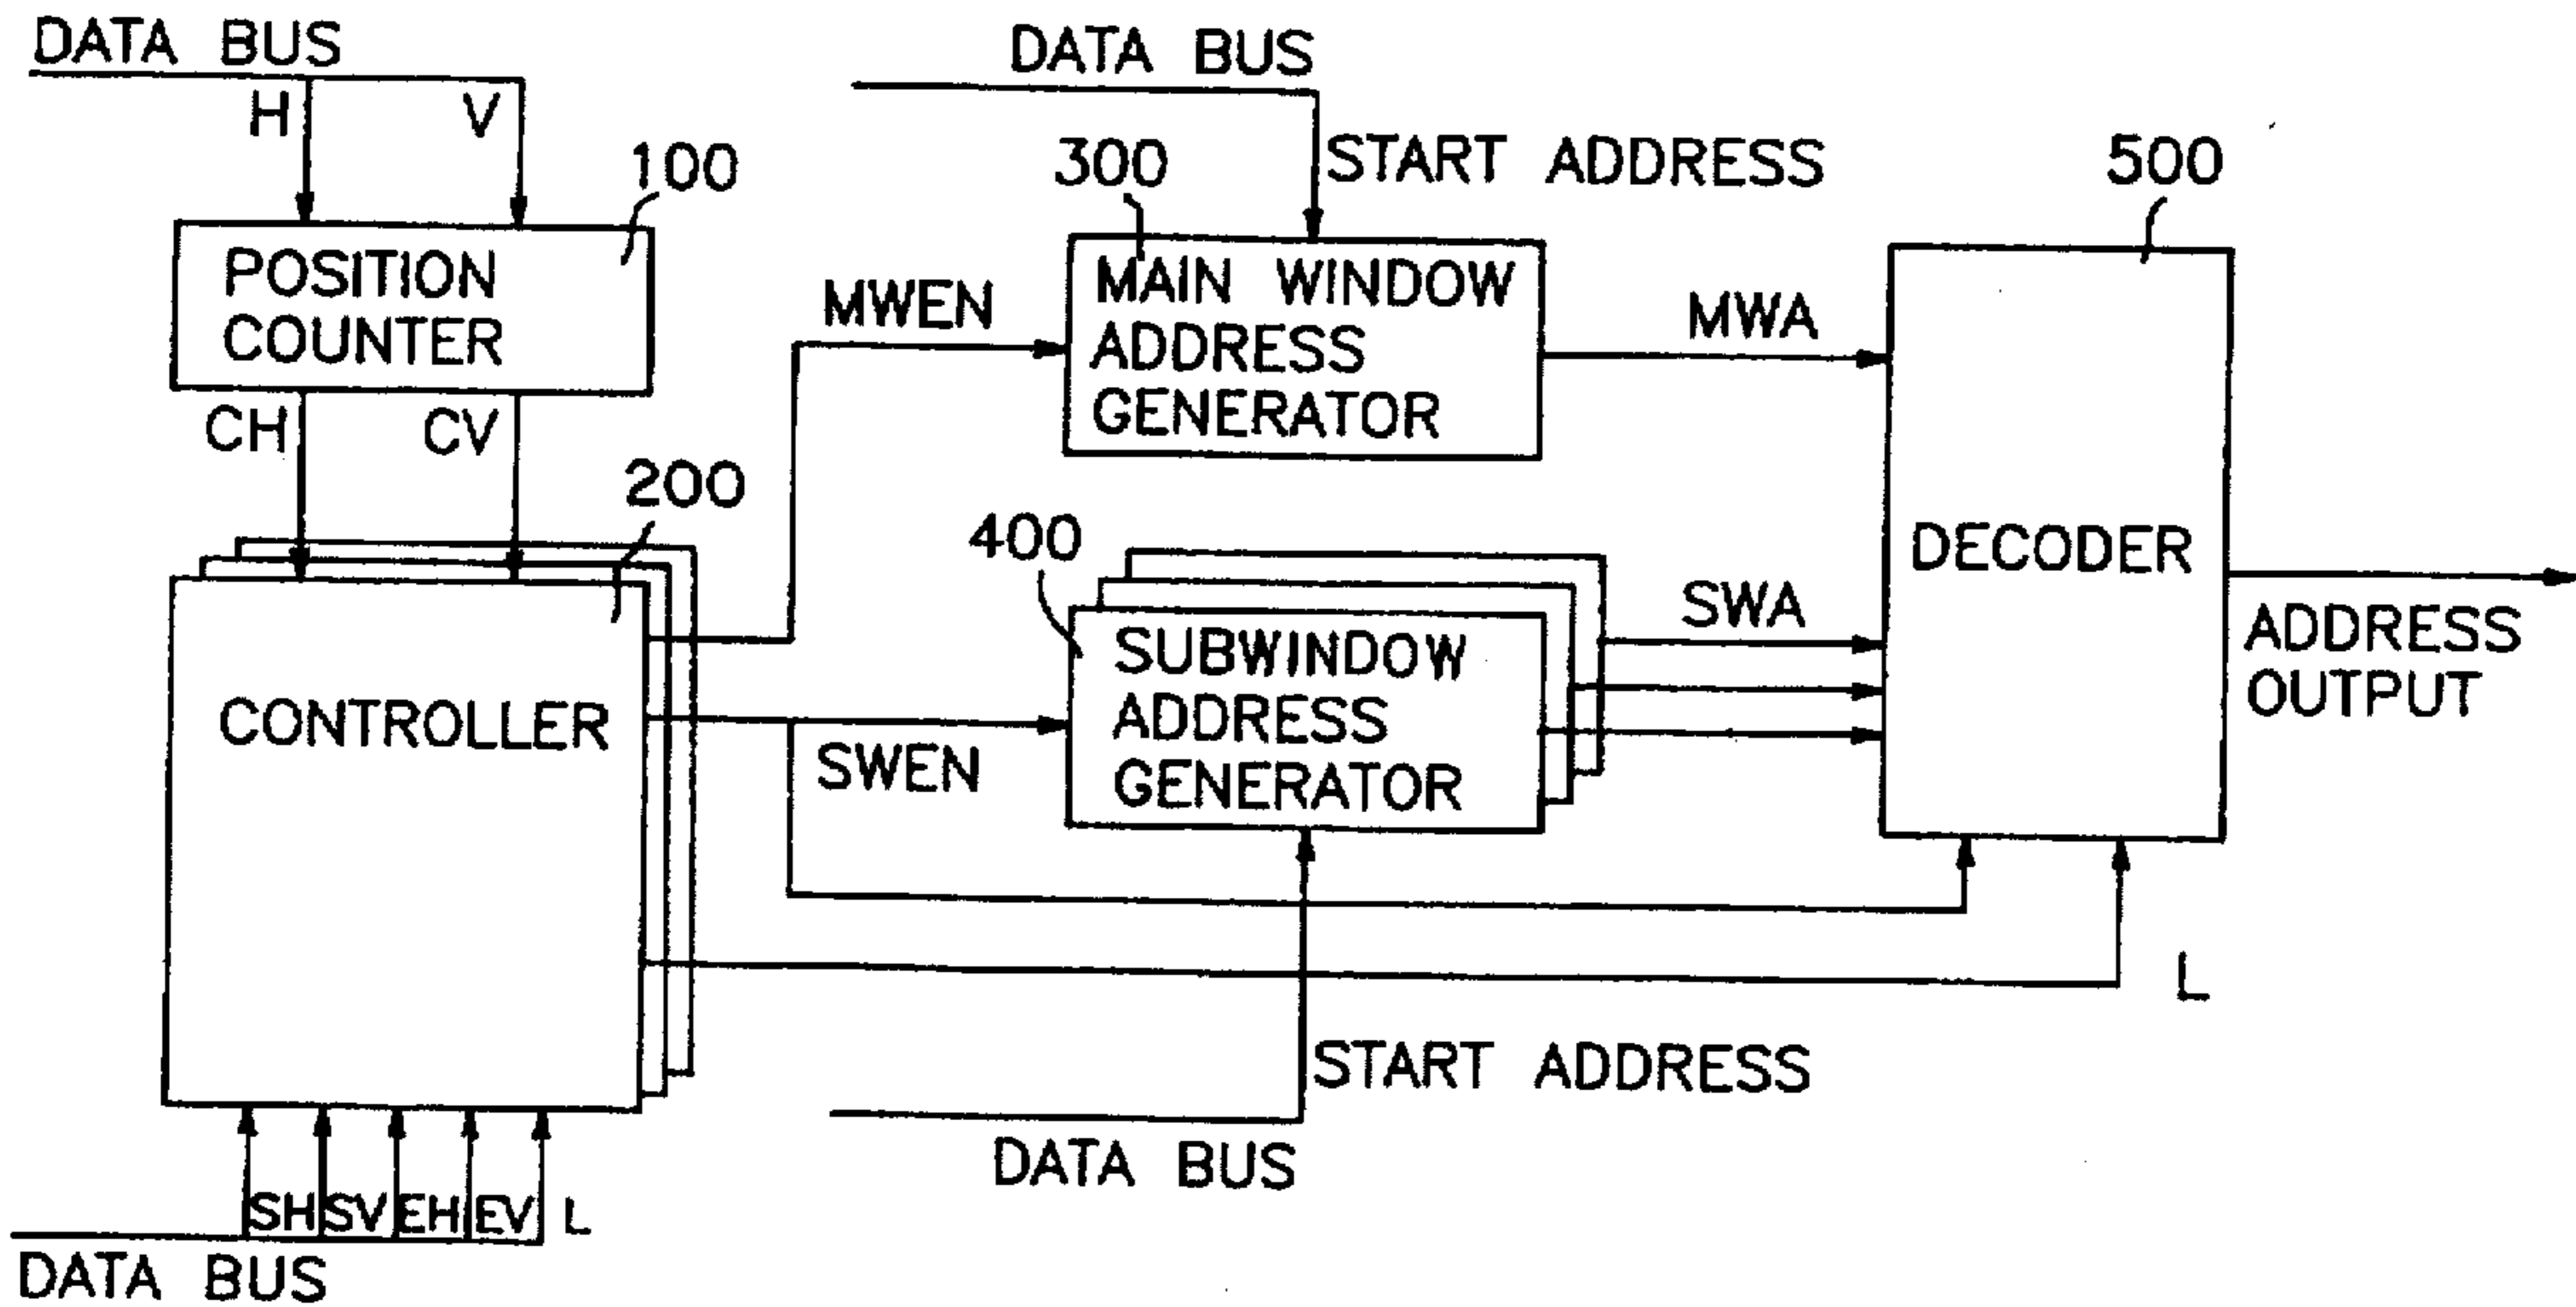 DATA BUS
H
V
100
POSITION
COUNTER
CH
CV
200
CONTROLLER
SH
SV
EH
EV
L
DATA BUS
DATA BUS
START ADDRESS
300
MAIN WINDOW
ADDRESS
GENERATOR
MWEN
MWA
400
SUBWINDOW
ADDRESS
GENERATOR
SWEN
SWA
START ADDRESS
DATA BUS
500
DECODER
L
ADDRESS
OUTPUT